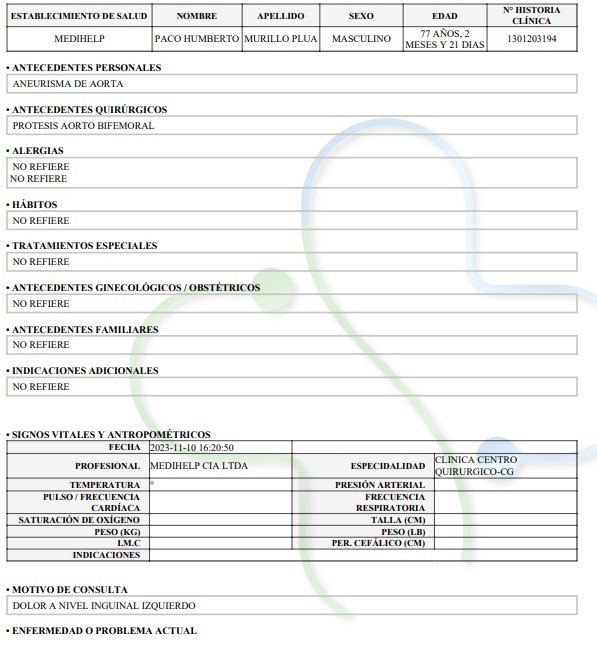 ESTABLECIMIENTO DE SALUD NOMBRE APELLIDO SEXO EDAD N° HISTORIA CLÍNICA
MEDIHELP PACO HUMBERTO MURILLO PLUA MASCULINO 77 AÑOS, 2 MESES Y 21 DIAS 1301203194
• ANTECEDENTES PERSONALES
ANEURISMA DE AORTA
• ANTECEDENTES QUIRÚRGICOS
PROTESIS AORTO BIFEMORAL
• ALERGIAS
NO REFIERE
NO REFIERE
• HÁBITOS
NO REFIERE
• TRATAMIENTOS ESPECIALES
NO REFIERE
• ANTECEDENTES GINECOLÓGICOS / OBSTÉTRICOS
NO REFIERE
• ANTECEDENTES FAMILIARES
NO REFIERE
• INDICACIONES ADICIONALES
NO REFIERE
• SIGNOS VITALES Y ANTROPOMÉTRICOS
FECHA 2023-11-10 16:20:50
PROFESIONAL MEDIHELP CIA LTDA ESPECIALIDAD CLINICA CENTRO QUIRURGICO-CG
TEMPERATURA ° PRESIÓN ARTERIAL
PULSO / FRECUENCIA CARDÍACA FRECUENCIA RESPIRATORIA
SATURACIÓN DE OXÍGENO TALLA (CM)
PESO (KG) PESO (LB)
I.M.C PER. CEFÁLICO (CM)
INDICACIONES
• MOTIVO DE CONSULTA
DOLOR A NIVEL INGUINAL IZQUIERDO
• ENFERMEDAD O PROBLEMA ACTUAL